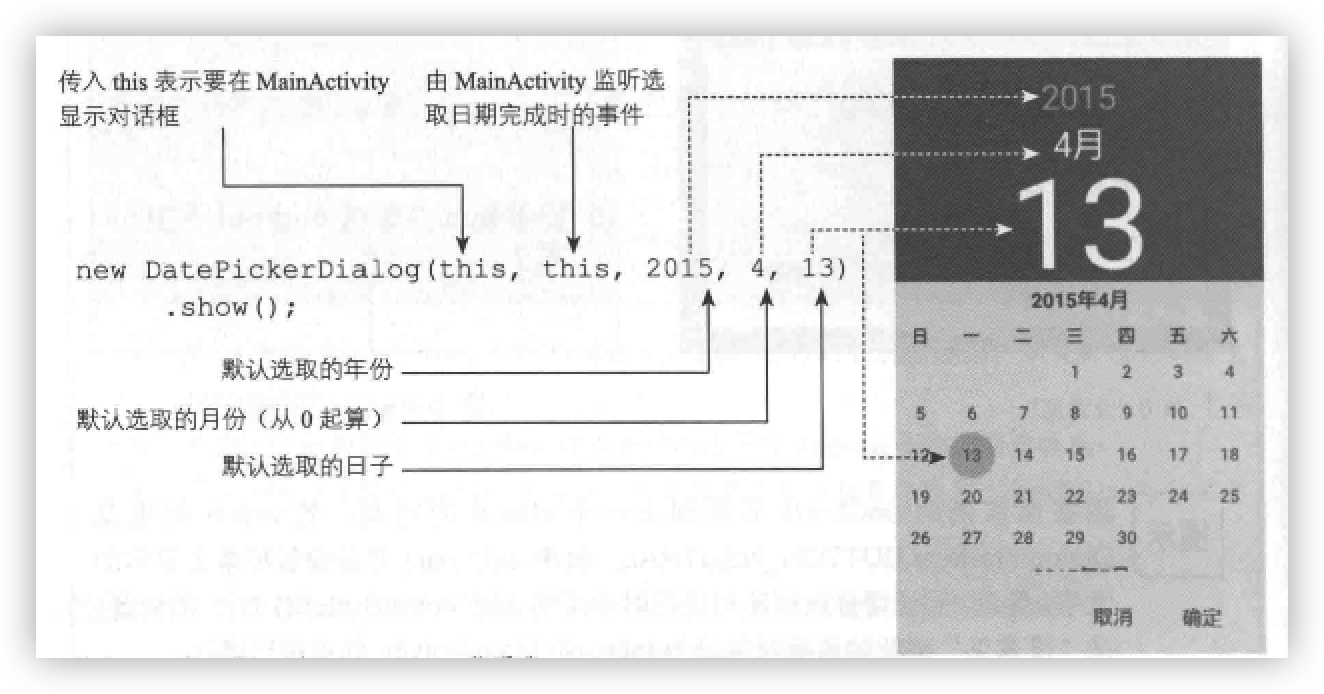 传入 this 表示要在 MainActivity
显示对话框
由 MainActivity 监听选
取日期完成时的事件
new DatePickerDialog(this, this, 2015, 4, 13)
.show();
默认选取的年份
默认选取的月份（从 0 起算）
默认选取的日子
2015
4月
13
2015年4月
日 一 二 三 四 五 六
1 2 3 4
5 6 7 8 9 10 11
12 13 14 15 16 17 18
19 20 21 22 23 24 25
26 27 28 29 30
取消 确定